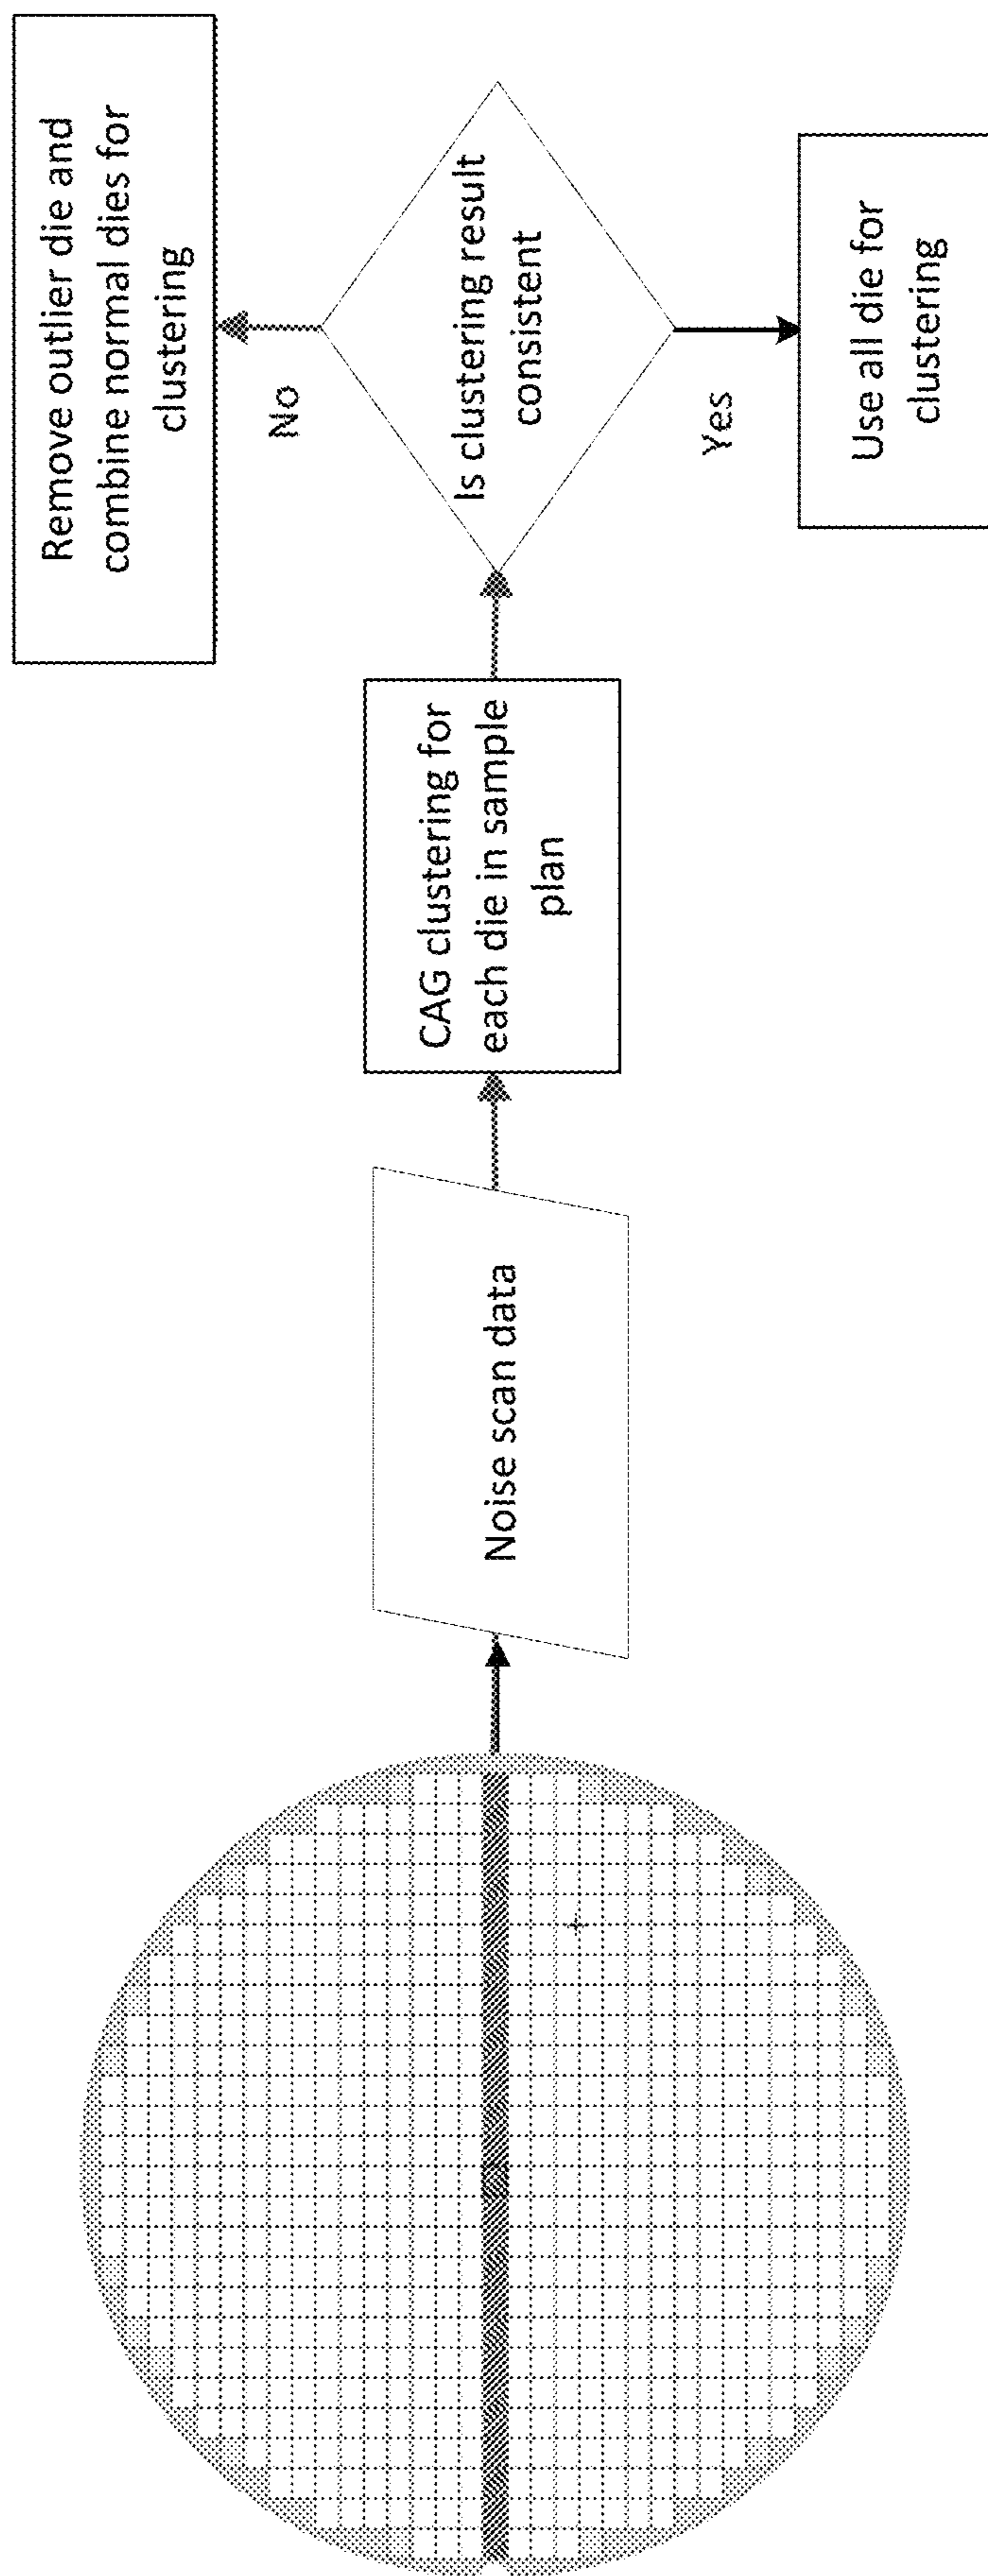 Noise scan data
CAG clustering for
each die in sample
plan
Is clustering result
consistent
No
Remove outlier die and
combine normal dies for
clustering
Yes
Use all die for
clustering